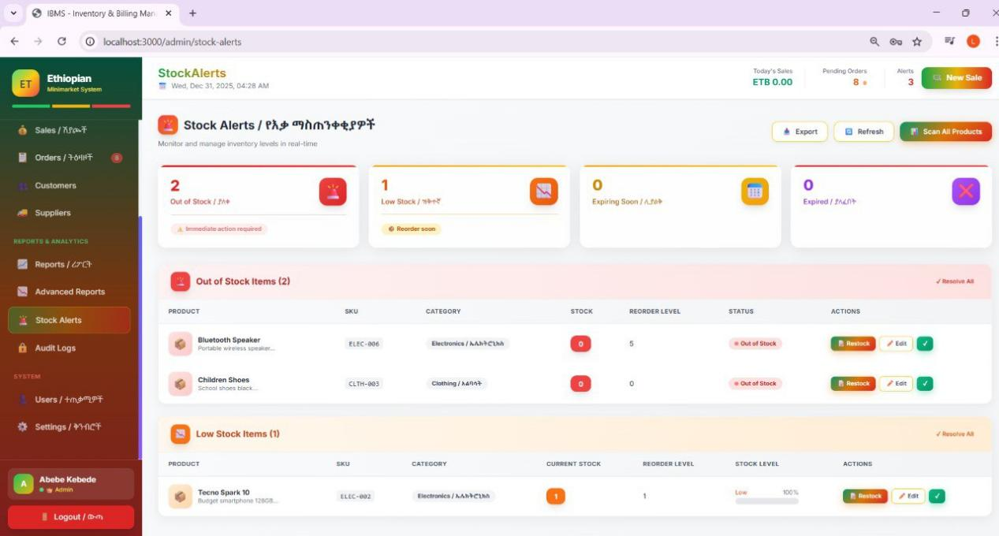 IBMS - Inventory & Billing Man
localhost:3000/admin/stock-alerts
L
ET
Ethiopian
Minimarket System
Sales / ሽያጮች
Orders / ትዕዛዞች 8
Customers
Suppliers
REPORTS & ANALYTICS
Reports / ሪፖርት
Advanced Reports
Stock Alerts
Audit Logs
SYSTEM
Users / ተጠቃሚዎች
Settings / ቅንብሮች
A
Abebe Kebede
Admin
Logout / ውጣ
StockAlerts
Wed, Dec 31, 2025, 04:28 AM
Today's Sales
ETB 0.00
Pending Orders
8
Alerts
3
New Sale
Stock Alerts / የእቃ ማስጠንቀቂያዎች
Monitor and manage inventory levels in real-time
Export
Refresh
Scan All Products
2
Out of Stock / ያለቀ
Immediate action required
1
Low Stock / ዝቅተኛ
Reorder soon
0
Expiring Soon / ሊያልቅ
0
Expired / ያለፈበት
Out of Stock Items (2)
✓ Resolve All
PRODUCT SKU CATEGORY STOCK REORDER LEVEL STATUS ACTIONS
Bluetooth Speaker
Portable wireless speaker...
ELEC-006 Electronics / ኤሌክትሮኒክስ 0 5 Out of Stock Restock Edit ✓
Children Shoes
School shoes black...
CLTH-003 Clothing / አልባሳት 0 0 Out of Stock Restock Edit ✓
Low Stock Items (1)
✓ Resolve All
PRODUCT SKU CATEGORY CURRENT STOCK REORDER LEVEL STOCK LEVEL ACTIONS
Tecno Spark 10
Budget smartphone 128GB...
ELEC-002 Electronics / ኤሌክትሮኒክስ 1 1 Low 100% Restock Edit ✓